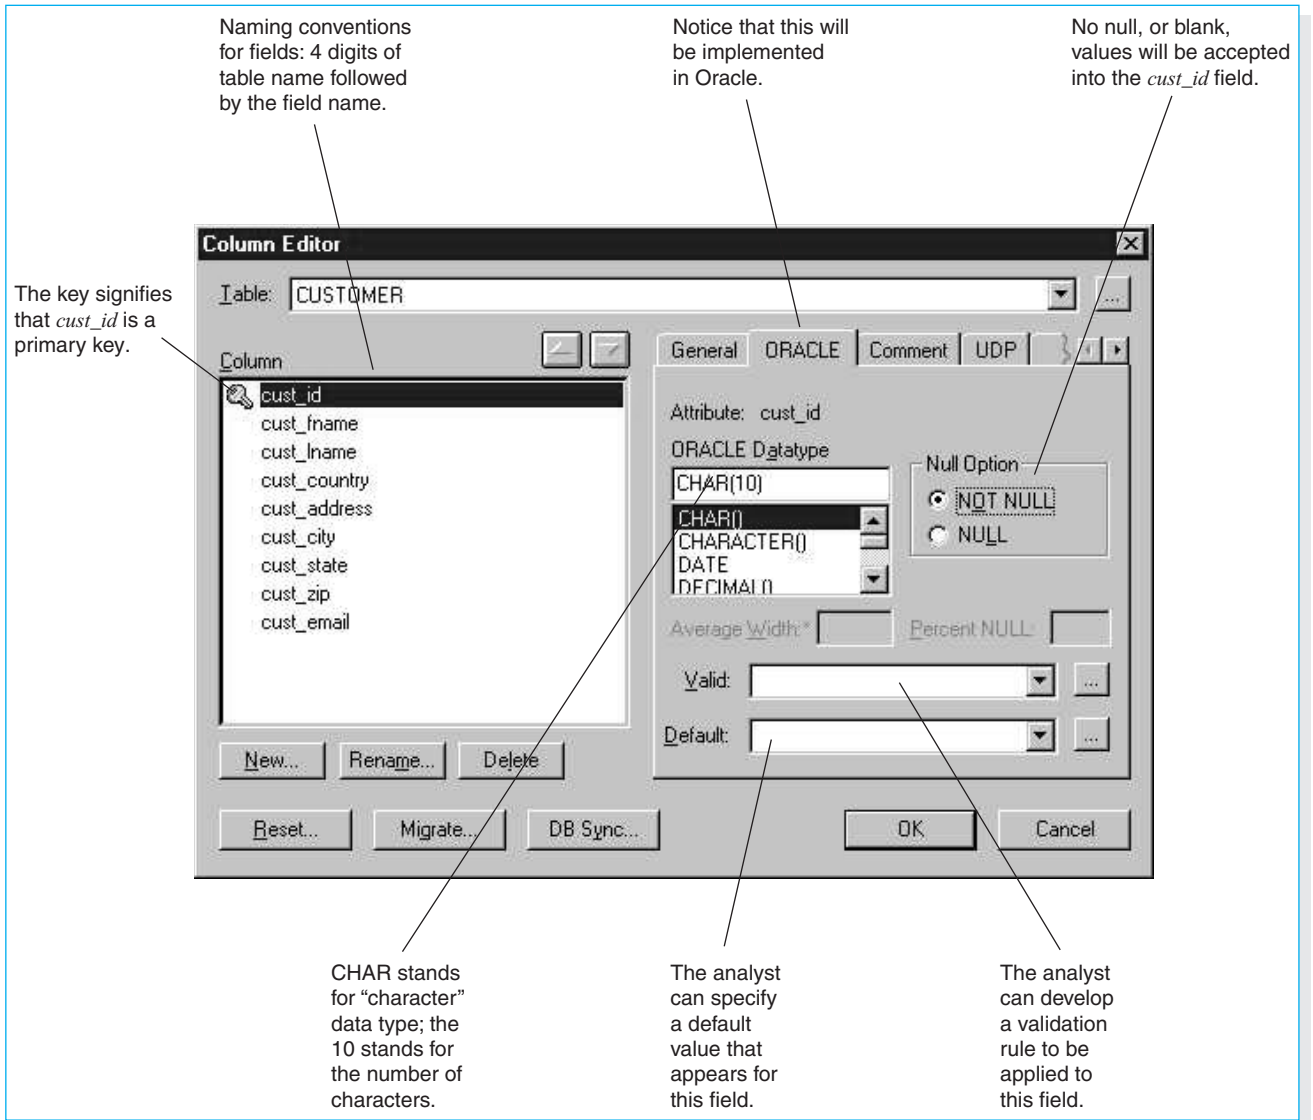 Naming conventions
for fields: 4 digits of
table name followed
by the field name.
Notice that this will
be implemented
in Oracle.
No null, or blank,
values will be accepted
into the cust_id field.
The key signifies
that cust_id is a
primary key.
Column Editor
Table: CUSTOMER
...
Column
cust_id
cust_fname
cust_lname
cust_country
cust_address
cust_city
cust_state
cust_zip
cust_email
General ORACLE Comment UDP
Attribute: cust_id
ORACLE Datatype
CHAR(10)
CHAR()
CHARACTER()
DATE
DECIMAL()
Null Option
NOT NULL
NULL
Average Width:* Percent NULL:
Valid: ...
Default: ...
New... Rename... Delete
Reset... Migrate... DB Sync... OK Cancel
CHAR stands
for “character”
data type; the
10 stands for
the number of
characters.
The analyst
can specify
a default
value that
appears for
this field.
The analyst
can develop
a validation
rule to be
applied to
this field.